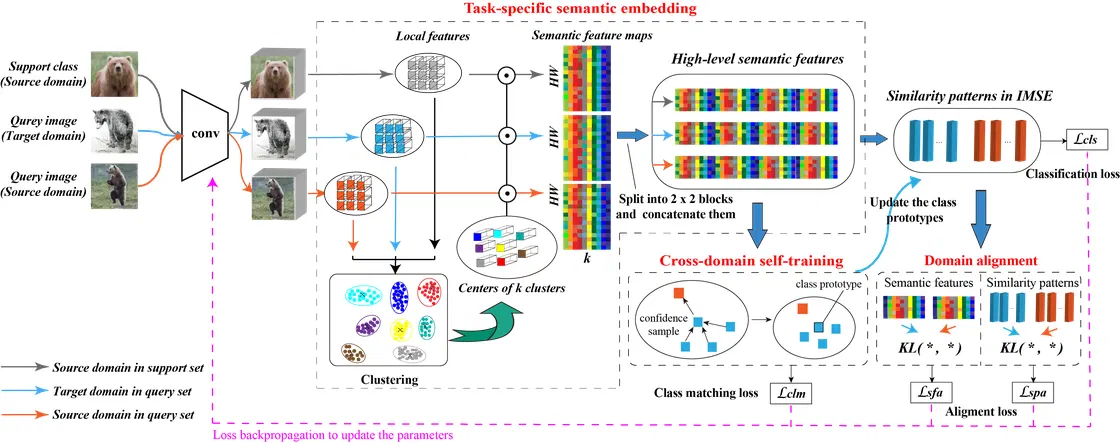 Task-specific semantic embedding
Local features
Semantic feature maps
High-level semantic features
Similarity patterns in IMSE
Support class
(Source domain)
Qurey image
(Target domain)
Query image
(Source domain)
conv
HW
HW
HW
k
Split into 2 x 2 blocks
and concatenate them
ℒcls
Classification loss
Update the class
prototypes
Centers of k clusters
Clustering
Cross-domain self-training
confidence
sample
class prototype
Domain alignment
Semantic features
Similarity patterns
KL( *, * )
KL( *, * )
Class matching loss
ℒclm
ℒsfa
ℒspa
Aligment loss
Source domain in support set
Target domain in query set
Source domain in query set
Loss backpropagation to update the parameters